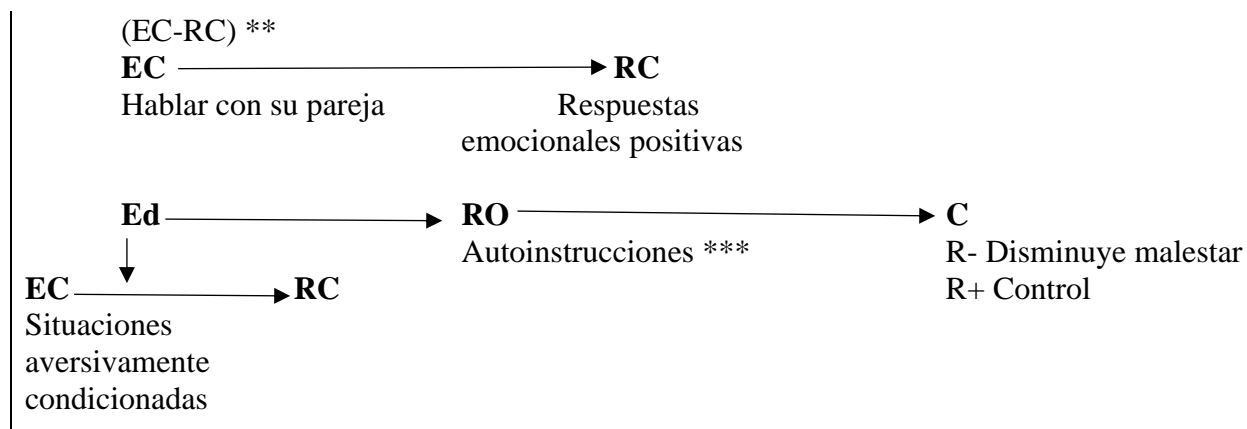 (EC-RC) **
EC RC
Hablar con su pareja Respuestas
emocionales positivas
Ed RO C
Autoinstrucciones *** R- Disminuye malestar
EC RC R+ Control
Situaciones
aversivamente
condicionadas